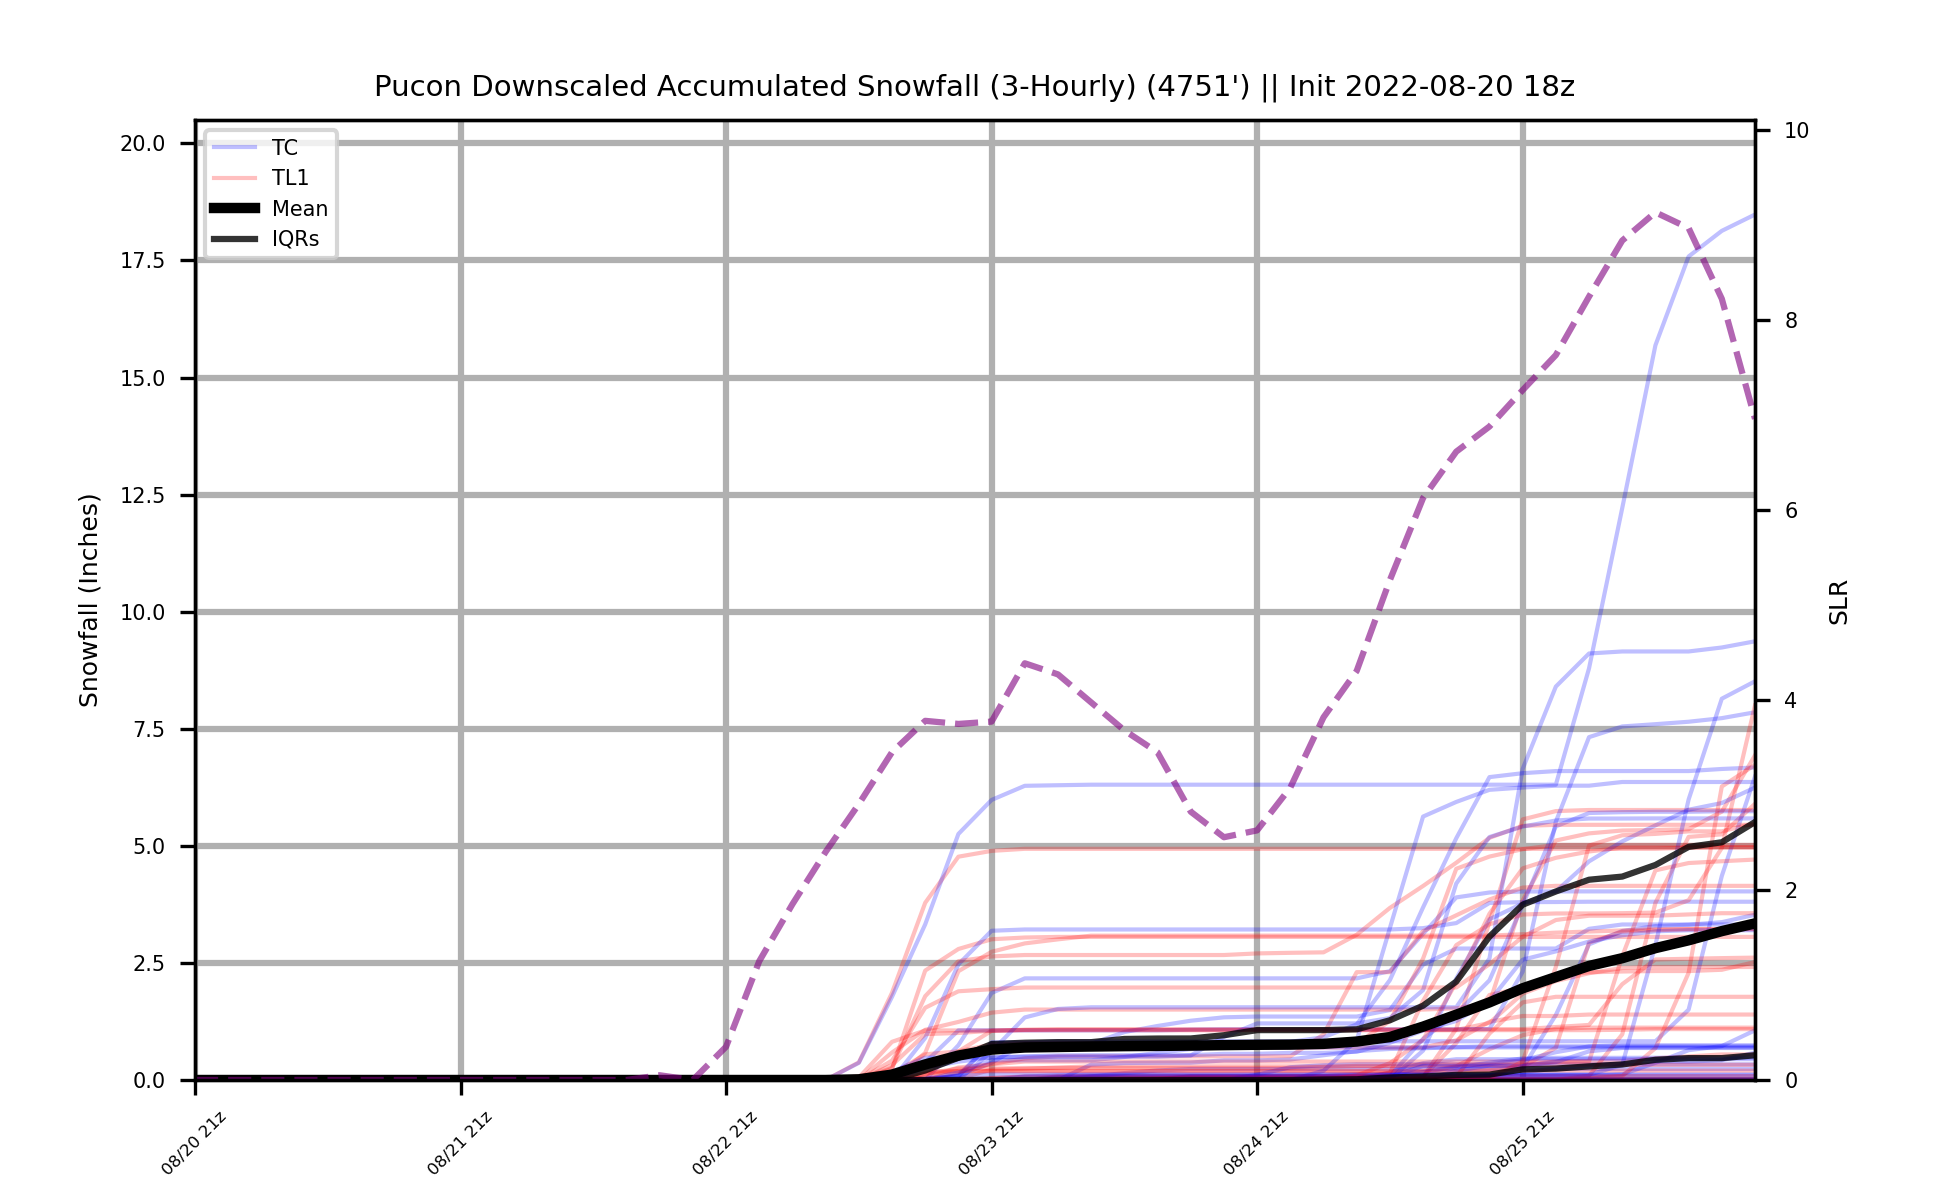 Pucon Downscaled Accumulated Snowfall (3-Hourly) (4751') || Init 2022-08-20 18z
TC
TL1
Mean
IQRs
Snowfall (Inches)
20.0
17.5
15.0
12.5
10.0
7.5
5.0
2.5
0.0
10
8
6
4
2
0
SLR
08/20 21z
08/21 21z
08/22 21z
08/23 21z
08/24 21z
08/25 21z